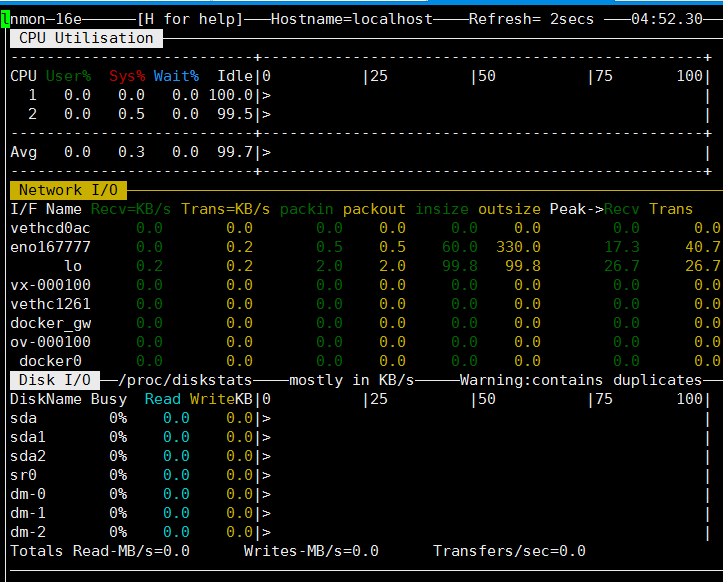 lnmon—16e——————[H for help]———Hostname=localhost————Refresh= 2secs ———04:52.30—
CPU Utilisation
---------------------------+-------------------------------------------------+
CPU User% Sys% Wait% Idle|0 |25 |50 |75 100|
1 0.0 0.0 0.0 100.0|> |
2 0.0 0.5 0.0 99.5|> |
---------------------------+-------------------------------------------------+
Avg 0.0 0.3 0.0 99.7|> |
---------------------------+-------------------------------------------------+
Network I/O
I/F Name Recv=KB/s Trans=KB/s packin packout insize outsize Peak->Recv Trans
vethcd0ac 0.0 0.0 0.0 0.0 0.0 0.0 0.0 0.0
eno167777 0.0 0.2 0.5 0.5 60.0 330.0 17.3 40.7
lo 0.2 0.2 2.0 2.0 99.8 99.8 26.7 26.7
vx-000100 0.0 0.0 0.0 0.0 0.0 0.0 0.0 0.0
vethc1261 0.0 0.0 0.0 0.0 0.0 0.0 0.0 0.0
docker_gw 0.0 0.0 0.0 0.0 0.0 0.0 0.0 0.0
ov-000100 0.0 0.0 0.0 0.0 0.0 0.0 0.0 0.0
docker0 0.0 0.0 0.0 0.0 0.0 0.0 0.0 0.0
Disk I/O ——/proc/diskstats————mostly in KB/s—————Warning:contains duplicates——
DiskName Busy Read WriteKB|0 |25 |50 |75 100|
sda 0% 0.0 0.0|> |
sda1 0% 0.0 0.0|> |
sda2 0% 0.0 0.0|> |
sr0 0% 0.0 0.0|> |
dm-0 0% 0.0 0.0|> |
dm-1 0% 0.0 0.0|> |
dm-2 0% 0.0 0.0|> |
Totals Read-MB/s=0.0 Writes-MB/s=0.0 Transfers/sec=0.0